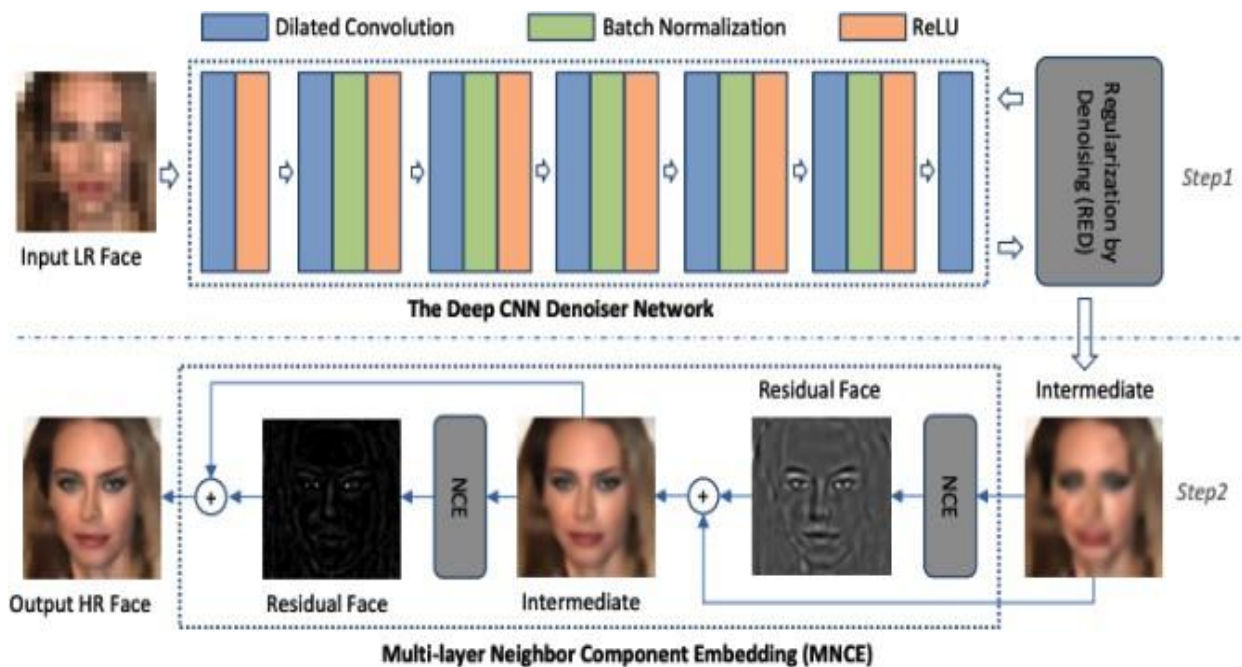 Dilated Convolution
Batch Normalization
ReLU
Input LR Face
Regularization by
Denoising (RED)
Step1
The Deep CNN Denoiser Network
Residual Face
Intermediate
NCE
NCE
+
+
Step2
Output HR Face
Residual Face
Intermediate
Multi-layer Neighbor Component Embedding (MNCE)